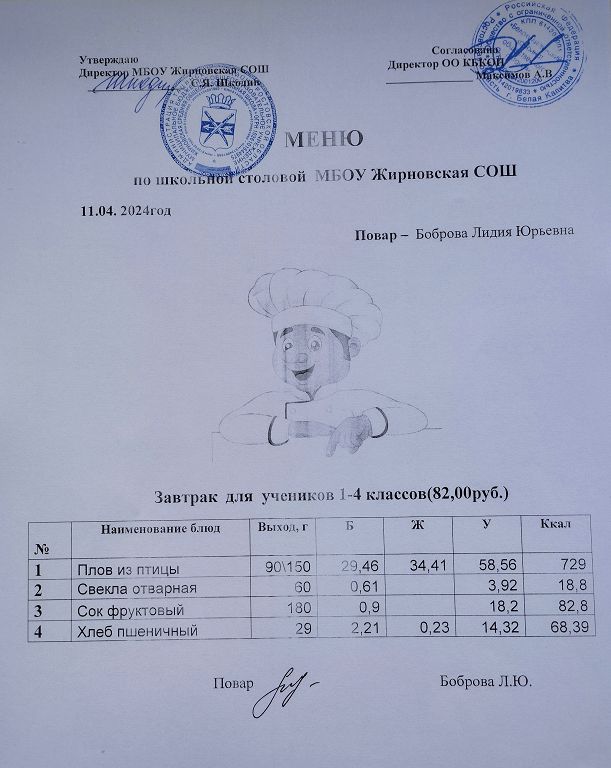 Утверждаю
Директор МБОУ Жирновская СОШ
С.Я. Шкодин
Согласовано
Директор ОО КБКОП
Максимов А.В
МЕНЮ
по школьной столовой МБОУ Жирновская СОШ
11.04. 2024год
Повар – Боброва Лидия Юрьевна
Завтрак для учеников 1-4 классов(82,00руб.)
№ Наименование блюд Выход, г Б Ж У Ккал
1 Плов из птицы 90\150 29,46 34,41 58,56 729
2 Свекла отварная 60 0,61 3,92 18,8
3 Сок фруктовый 180 0,9 18,2 82,8
4 Хлеб пшеничный 29 2,21 0,23 14,32 68,39
Повар Боброва Л.Ю.